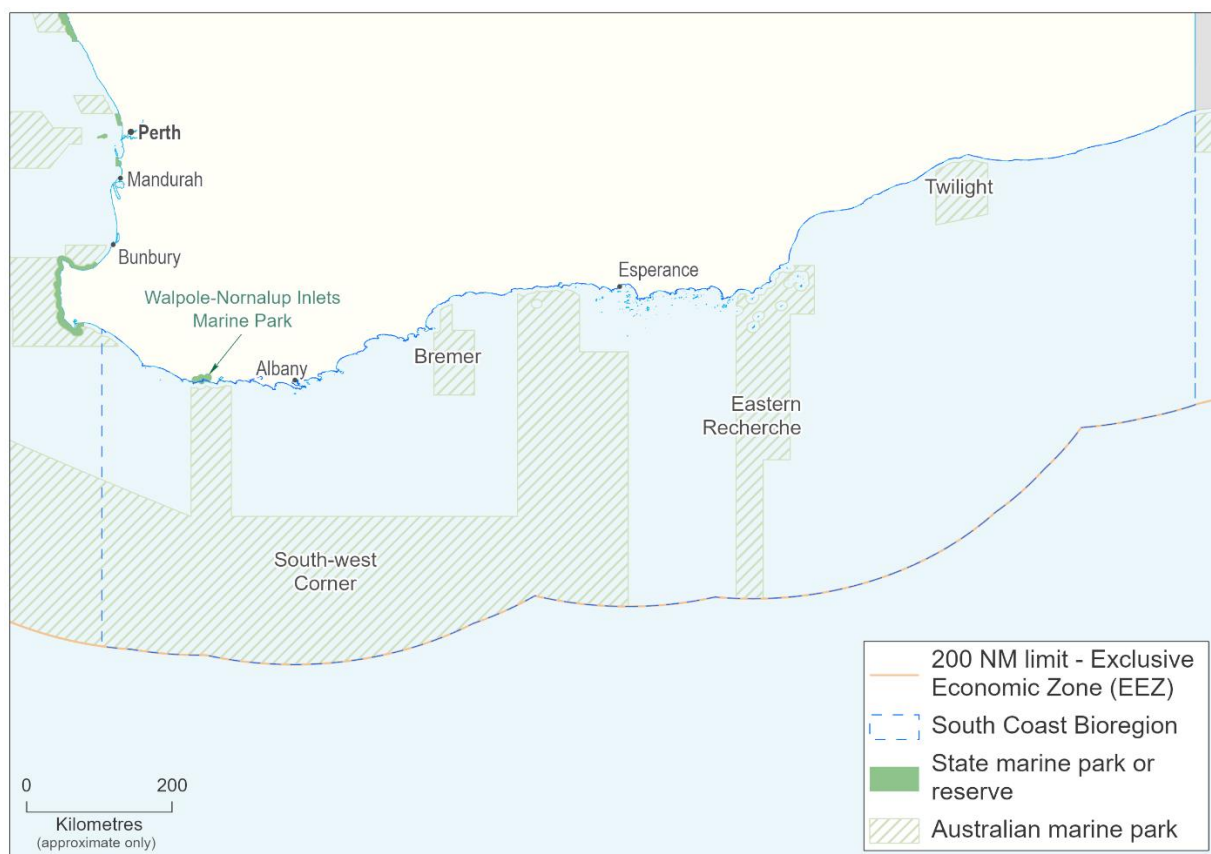 Perth
Mandurah
Bunbury
Walpole-Nornalup Inlets
Marine Park
Albany
Bremer
Esperance
Twilight
Eastern
Recherche
South-west
Corner
200 NM limit - Exclusive
Economic Zone (EEZ)
South Coast Bioregion
State marine park or
reserve
Australian marine park
0 200
Kilometres
(approximate only)